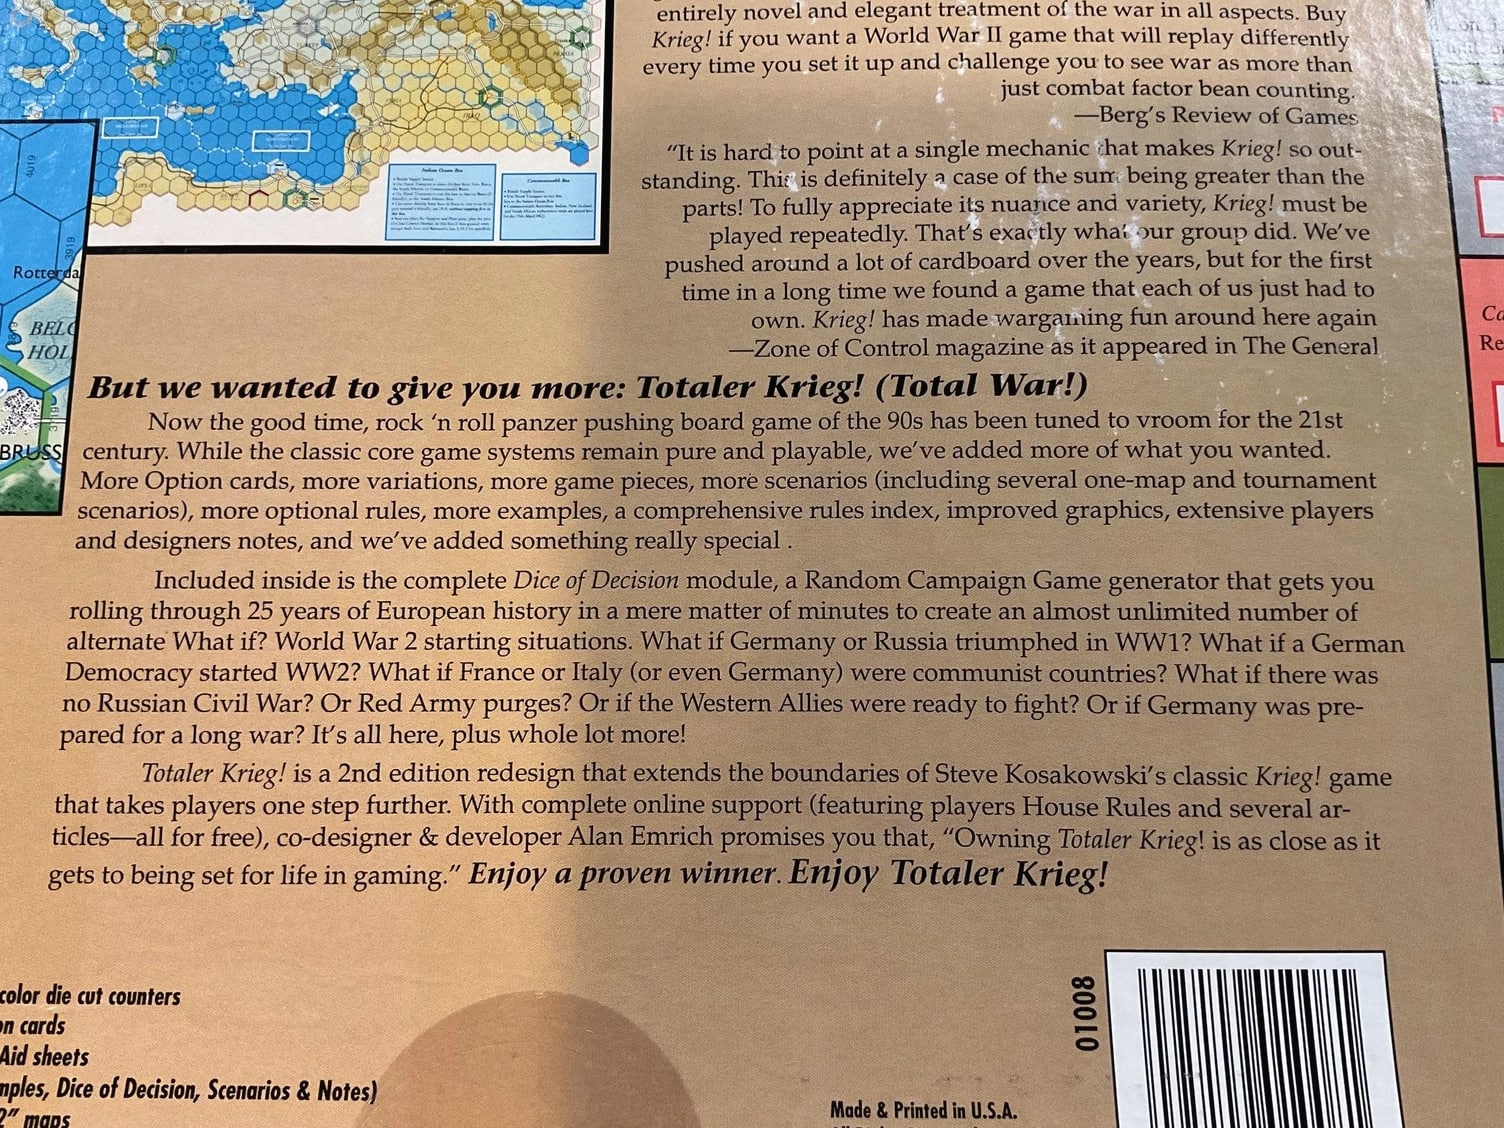 entirely novel and elegant treatment of the war in all aspects. Buy
Krieg! if you want a World War II game that will replay differently
every time you set it up and challenge you to see war as more than
just combat factor bean counting.
—Berg's Review of Games
"It is hard to point at a single mechanic that makes Krieg! so out-
standing. This is definitely a case of the sum being greater than the
parts! To fully appreciate its nuance and variety, Krieg! must be
played repeatedly. That's exactly what our group did. We've
pushed around a lot of cardboard over the years, but for the first
time in a long time we found a game that each of us just had to
own. Krieg! has made wargaming fun around here again
—Zone of Control magazine as it appeared in The General
Indian Ocean Box
Commonwealth Box
IRAQ
4019
3919
Rotterda
BELG
HOL
BRUSS
Ca
Re
But we wanted to give you more: Totaler Krieg! (Total War!)
Now the good time, rock 'n roll panzer pushing board game of the 90s has been tuned to vroom for the 21st
century. While the classic core game systems remain pure and playable, we've added more of what you wanted.
More Option cards, more variations, more game pieces, more scenarios (including several one-map and tournament
scenarios), more optional rules, more examples, a comprehensive rules index, improved graphics, extensive players
and designers notes, and we've added something really special .
Included inside is the complete Dice of Decision module, a Random Campaign Game generator that gets you
rolling through 25 years of European history in a mere matter of minutes to create an almost unlimited number of
alternate What if? World War 2 starting situations. What if Germany or Russia triumphed in WW1? What if a German
Democracy started WW2? What if France or Italy (or even Germany) were communist countries? What if there was
no Russian Civil War? Or Red Army purges? Or if the Western Allies were ready to fight? Or if Germany was pre-
pared for a long war? It's all here, plus whole lot more!
Totaler Krieg! is a 2nd edition redesign that extends the boundaries of Steve Kosakowski's classic Krieg! game
that takes players one step further. With complete online support (featuring players House Rules and several ar-
ticles—all for free), co-designer & developer Alan Emrich promises you that, "Owning Totaler Krieg! is as close as it
gets to being set for life in gaming." Enjoy a proven winner. Enjoy Totaler Krieg!
color die cut counters
on cards
Aid sheets
mples, Dice of Decision, Scenarios & Notes)
2" maps
01008
Made & Printed in U.S.A.